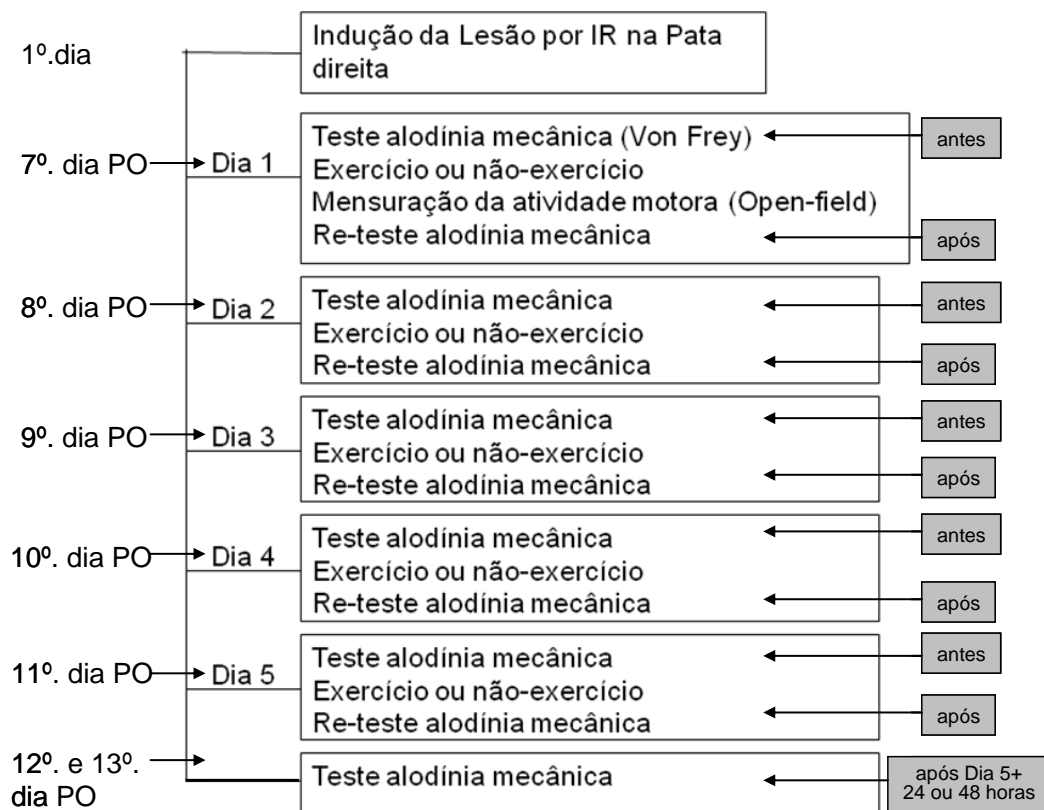 1º.dia
Indução da Lesão por IR na Pata
direita
7º. dia PO
Dia 1
Teste alodínia mecânica (Von Frey)
Exercício ou não-exercício
Mensuração da atividade motora (Open-field)
Re-teste alodínia mecânica
antes
após
8º. dia PO
Dia 2
Teste alodínia mecânica
Exercício ou não-exercício
Re-teste alodínia mecânica
antes
após
9º. dia PO
Dia 3
Teste alodínia mecânica
Exercício ou não-exercício
Re-teste alodínia mecânica
antes
após
10º. dia PO
Dia 4
Teste alodínia mecânica
Exercício ou não-exercício
Re-teste alodínia mecânica
antes
após
11º. dia PO
Dia 5
Teste alodínia mecânica
Exercício ou não-exercício
Re-teste alodínia mecânica
antes
após
12º. e 13º.
dia PO
Teste alodínia mecânica
após Dia 5+
24 ou 48 horas